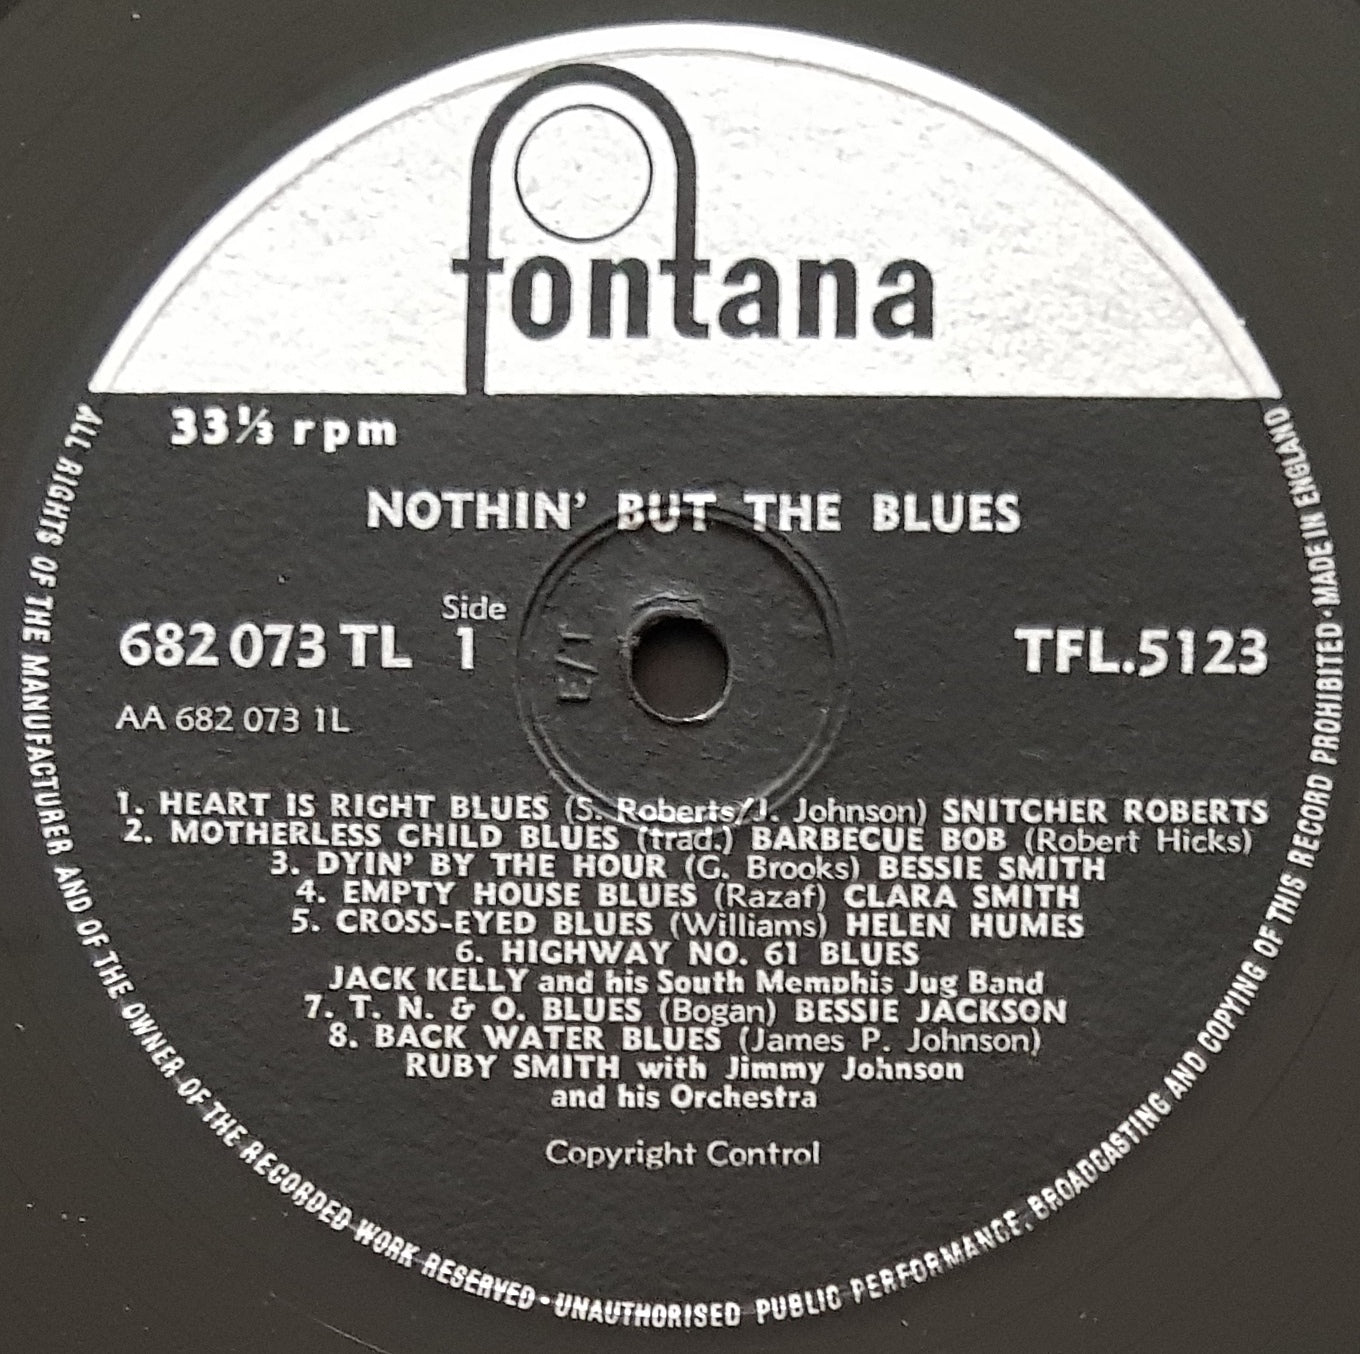 fontana
33⅓ rpm
NOTHIN' BUT THE BLUES
Side
682 073 TL 1 TFL.5123
AA 682 073 1L
E/T
1. HEART IS RIGHT BLUES (S. Roberts/J. Johnson) SNITCHER ROBERTS
2. MOTHERLESS CHILD BLUES (trad.) BARBECUE BOB (Robert Hicks)
3. DYIN' BY THE HOUR (G. Brooks) BESSIE SMITH
4. EMPTY HOUSE BLUES (Razaf) CLARA SMITH
5. CROSS-EYED BLUES (Williams) HELEN HUMES
6. HIGHWAY NO. 61 BLUES
JACK KELLY and his South Memphis Jug Band
7. T. N. & O. BLUES (Bogan) BESSIE JACKSON
8. BACK WATER BLUES (James P. Johnson)
RUBY SMITH with Jimmy Johnson
and his Orchestra
Copyright Control
ALL RIGHTS OF THE MANUFACTURER AND OF THE OWNER OF THE RECORDED WORK RESERVED · UNAUTHORISED PUBLIC PERFORMANCE, BROADCASTING AND COPYING OF THIS RECORD PROHIBITED · MADE IN ENGLAND